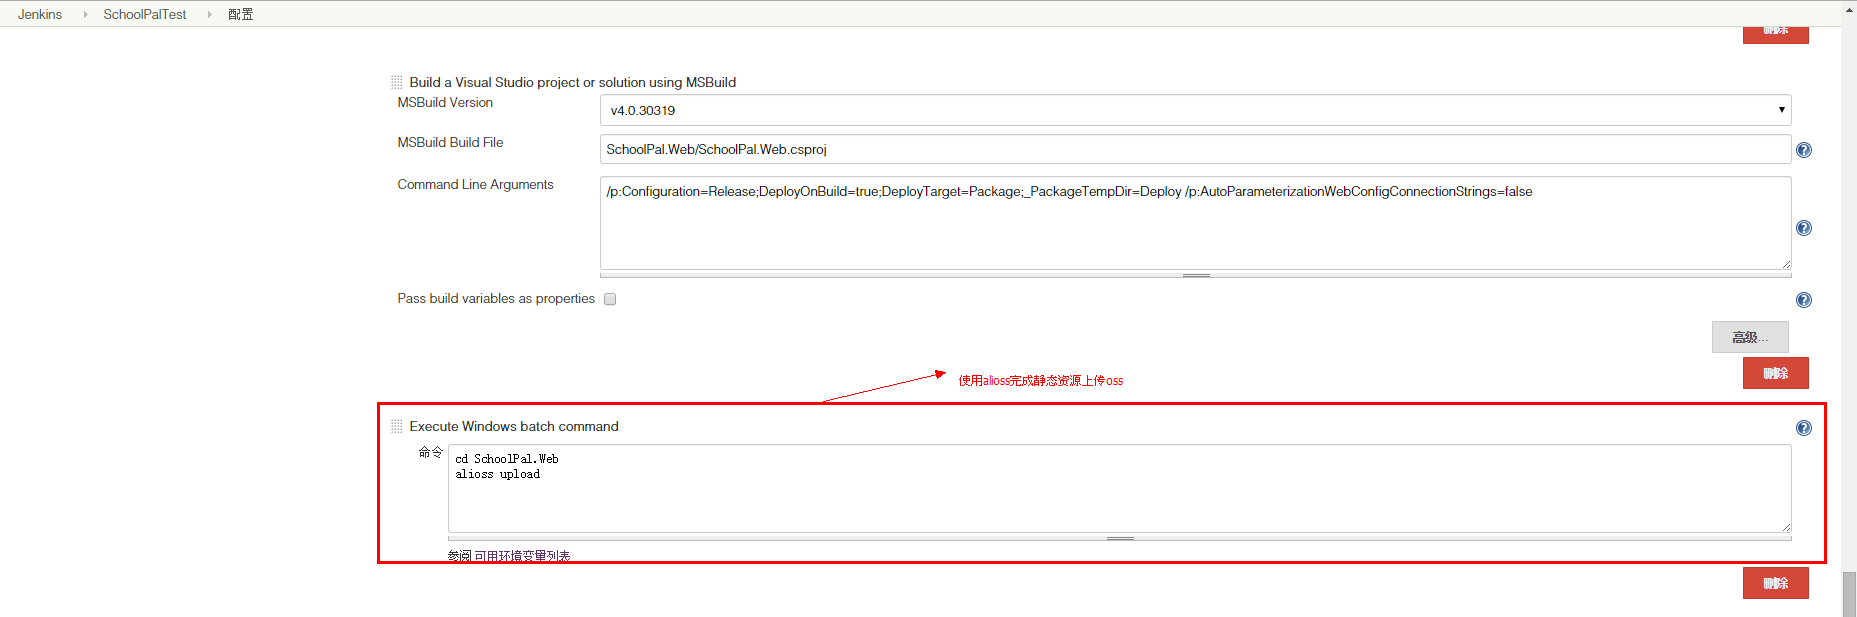 Jenkins SchoolPalTest 配置
删除
Build a Visual Studio project or solution using MSBuild
MSBuild Version
v4.0.30319
MSBuild Build File
SchoolPal.Web/SchoolPal.Web.csproj
Command Line Arguments
/p:Configuration=Release;DeployOnBuild=true;DeployTarget=Package;_PackageTempDir=Deploy /p:AutoParameterizationWebConfigConnectionStrings=false
Pass build variables as properties
高级...
删除
使用alioss完成静态资源上传oss
Execute Windows batch command
命令
cd SchoolPal.Web
alioss upload
参阅 可用环境变量列表
删除